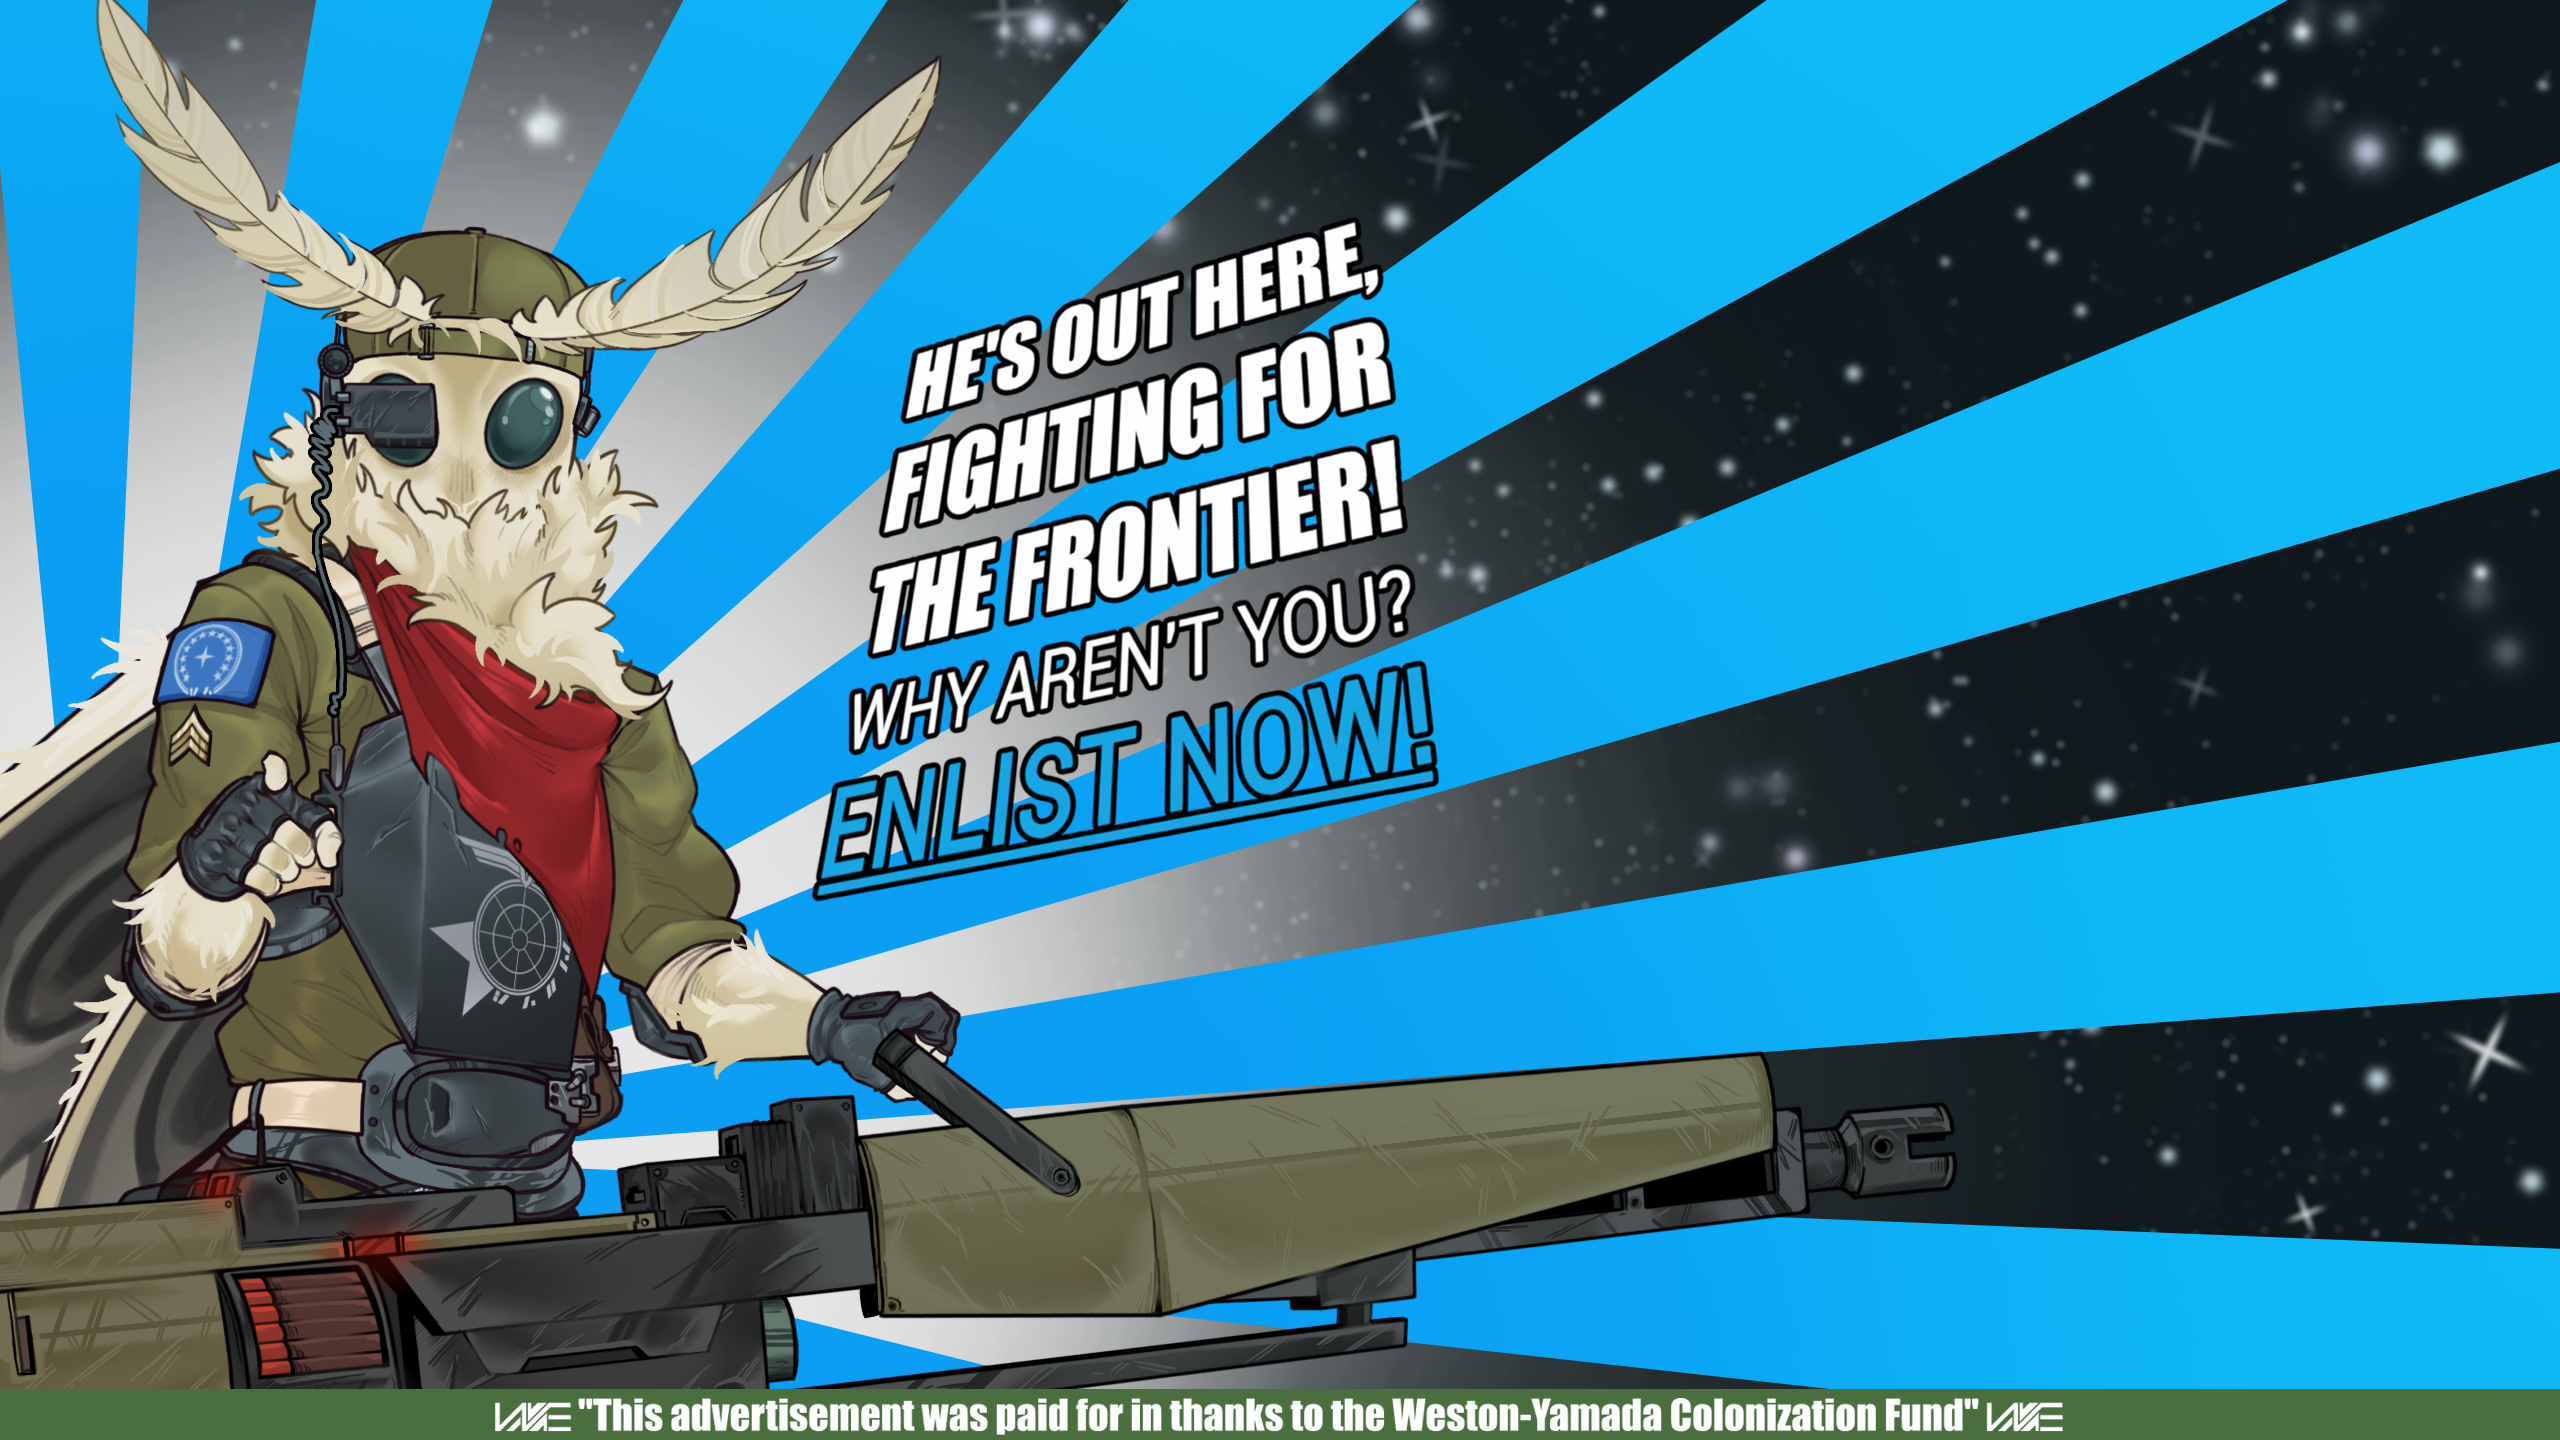 HE'S OUT HERE,
FIGHTING FOR
THE FRONTIER!
WHY AREN'T YOU?
ENLIST NOW!
"This advertisement was paid for in thanks to the Weston-Yamada Colonization Fund"